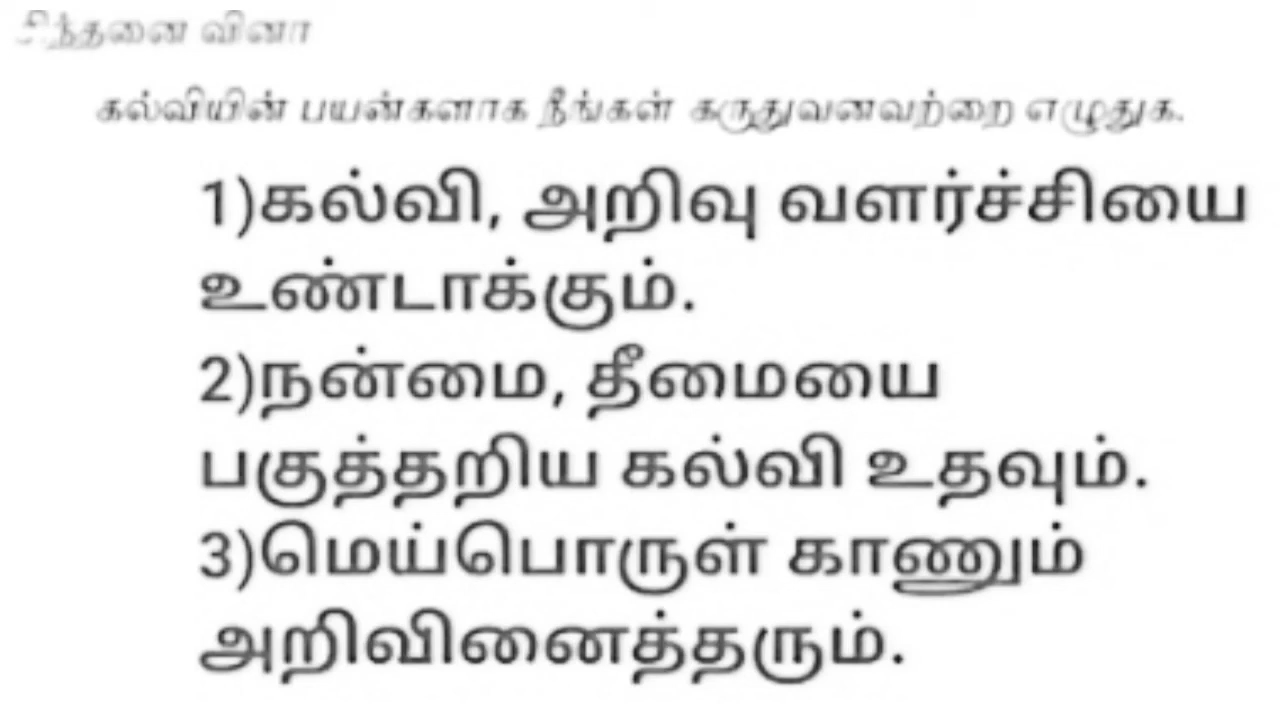 சிந்தனை வினா
கல்வியின் பயன்களாக நீங்கள் கருதுவனவற்றை எழுதுக.
1)கல்வி, அறிவு வளர்ச்சியை
உண்டாக்கும்.
2)நன்மை, தீமையை
பகுத்தறிய கல்வி உதவும்.
3)மெய்பொருள் காணும்
அறிவினைத்தரும்.